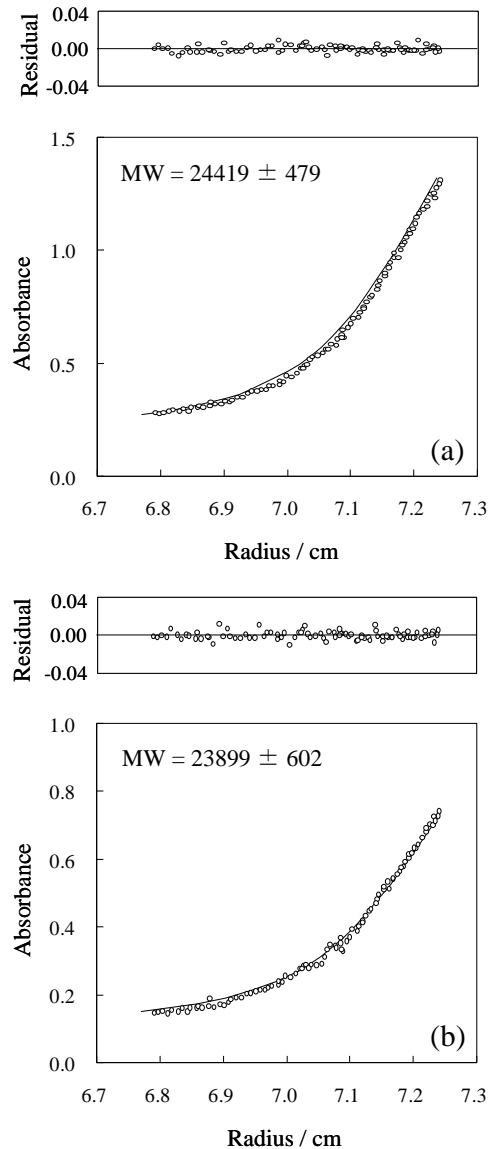 0.04
0.00
-0.04
Residual
1.5
1.0
0.5
0.0
Absorbance
MW = 24419 ± 479
(a)
6.7 6.8 6.9 7.0 7.1 7.2 7.3
Radius / cm
0.04
0.00
-0.04
Residual
1.0
0.8
0.6
0.4
0.2
0.0
Absorbance
MW = 23899 ± 602
(b)
6.7 6.8 6.9 7.0 7.1 7.2 7.3
Radius / cm